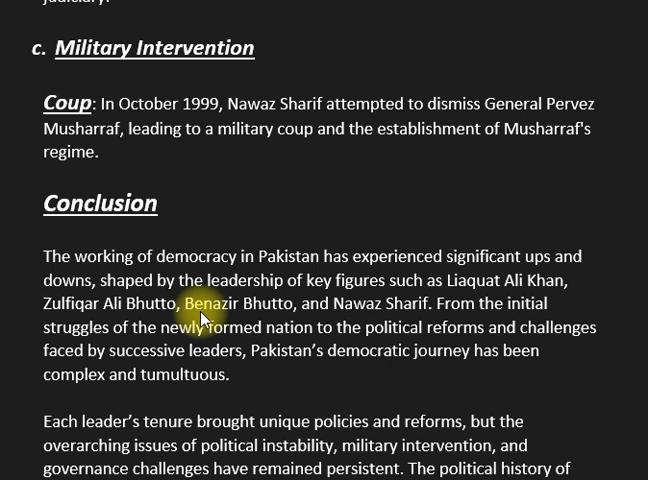 judiciary.
c. Military Intervention
Coup: In October 1999, Nawaz Sharif attempted to dismiss General Pervez
Musharraf, leading to a military coup and the establishment of Musharraf's
regime.
Conclusion
The working of democracy in Pakistan has experienced significant ups and
downs, shaped by the leadership of key figures such as Liaquat Ali Khan,
Zulfiqar Ali Bhutto, Benazir Bhutto, and Nawaz Sharif. From the initial
struggles of the newly formed nation to the political reforms and challenges
faced by successive leaders, Pakistan’s democratic journey has been
complex and tumultuous.
Each leader’s tenure brought unique policies and reforms, but the
overarching issues of political instability, military intervention, and
governance challenges have remained persistent. The political history of